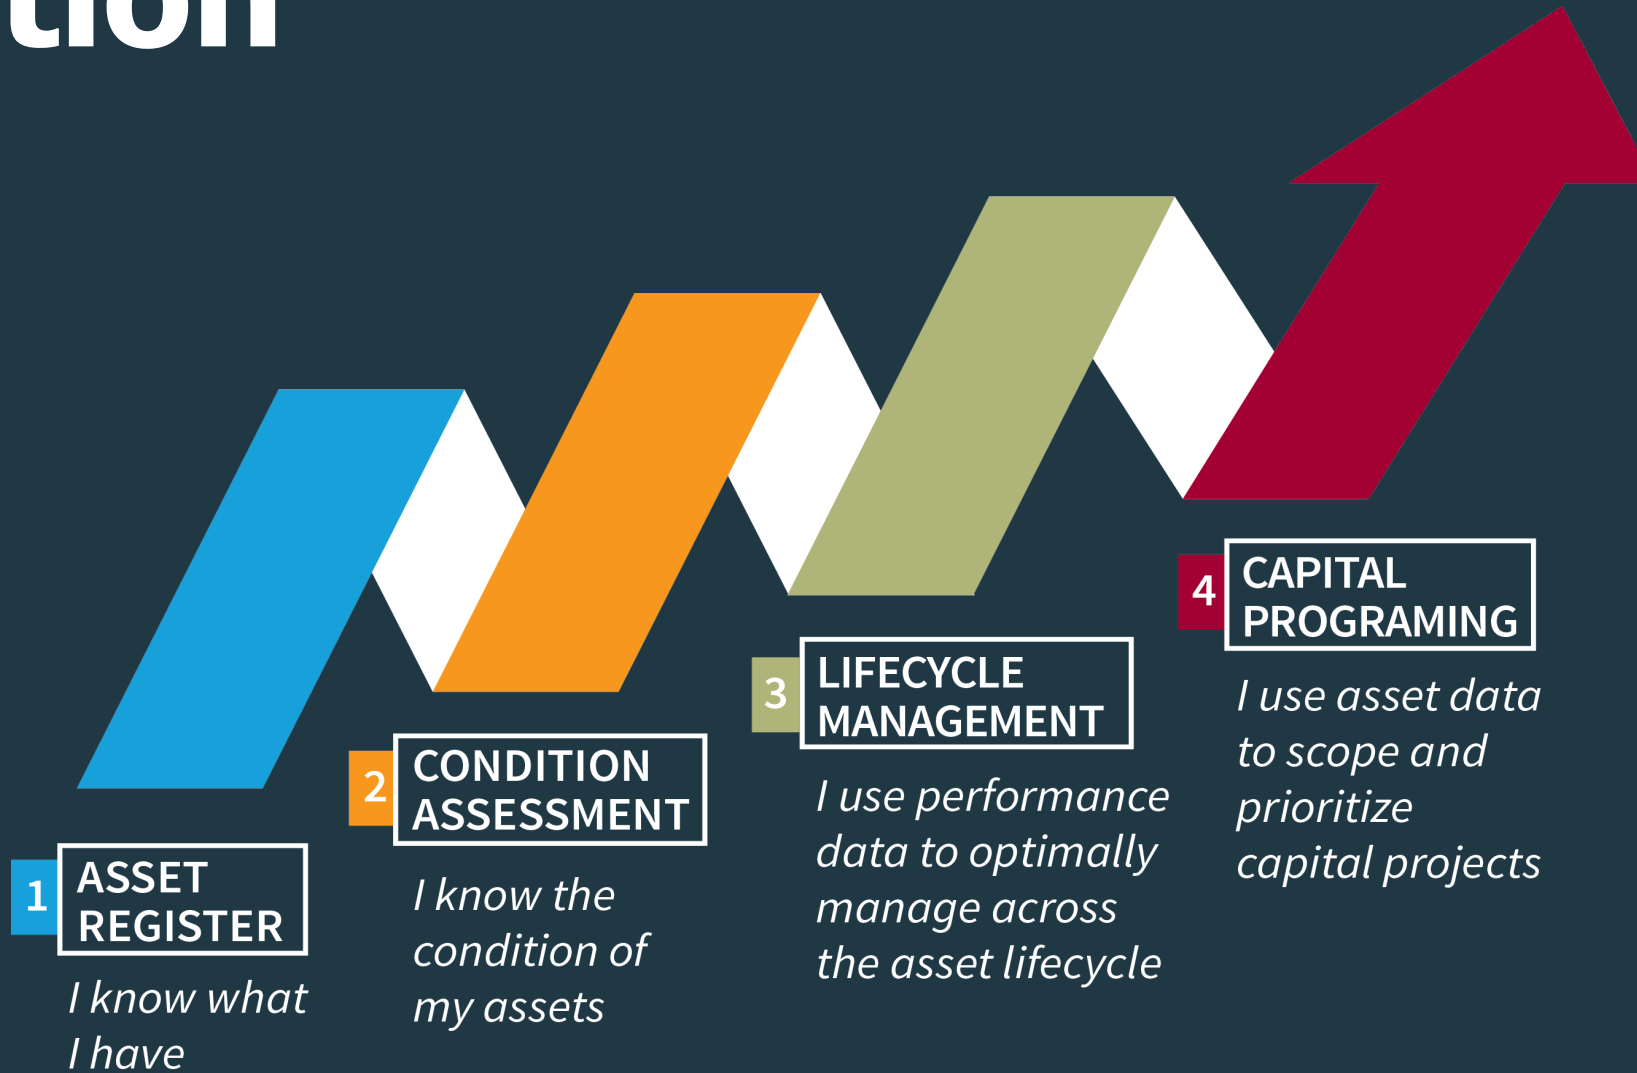 tion
1
ASSET
REGISTER
I know what
I have
2
CONDITION
ASSESSMENT
I know the
condition of
my assets
3
LIFECYCLE
MANAGEMENT
I use performance
data to optimally
manage across
the asset lifecycle
4
CAPITAL
PROGRAMING
I use asset data
to scope and
prioritize
capital projects